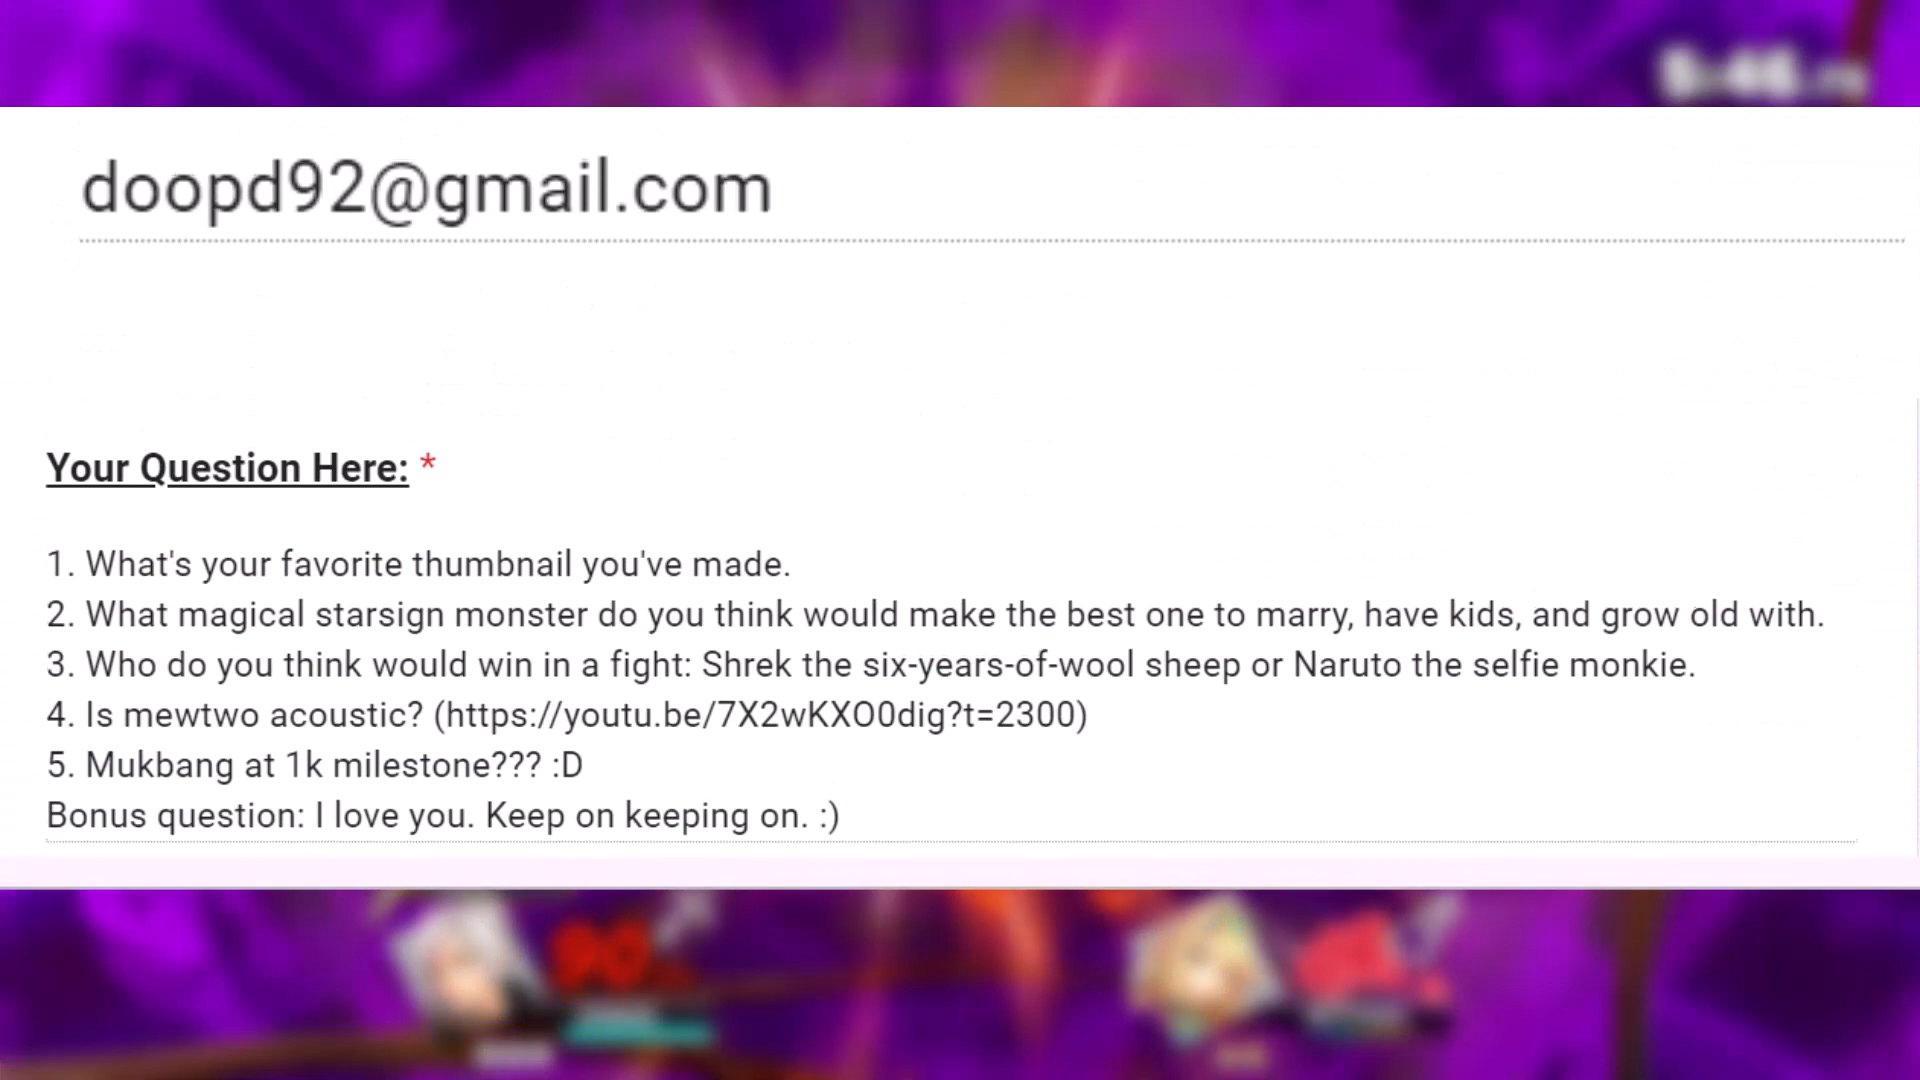 doopd92@gmail.com
Your Question Here: *
1. What's your favorite thumbnail you've made.
2. What magical starsign monster do you think would make the best one to marry, have kids, and grow old with.
3. Who do you think would win in a fight: Shrek the six-years-of-wool sheep or Naruto the selfie monkie.
4. Is mewtwo acoustic? (https://youtu.be/7X2wKXO0dig?t=2300)
5. Mukbang at 1k milestone??? :D
Bonus question: I love you. Keep on keeping on. :)